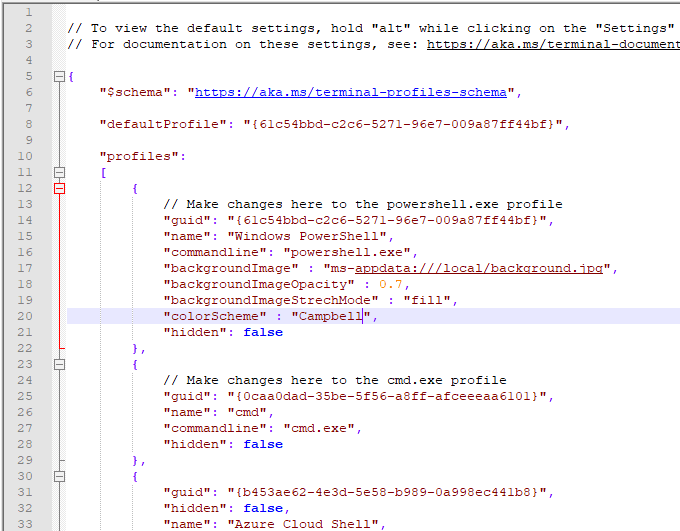 1
2 // To view the default settings, hold "alt" while clicking on the "Settings"
3 // For documentation on these settings, see: https://aka.ms/terminal-document
4
5 {
6 "$schema": "https://aka.ms/terminal-profiles-schema",
7
8 "defaultProfile": "{61c54bbd-c2c6-5271-96e7-009a87ff44bf}",
9
10 "profiles":
11 [
12 {
13 // Make changes here to the powershell.exe profile
14 "guid": "{61c54bbd-c2c6-5271-96e7-009a87ff44bf}",
15 "name": "Windows PowerShell",
16 "commandline": "powershell.exe",
17 "backgroundImage" : "ms-appdata:///local/background.jpg",
18 "backgroundImageOpacity" : 0.7,
19 "backgroundImageStrechMode" : "fill",
20 "colorScheme" : "Campbell",
21 "hidden": false
22 },
23 {
24 // Make changes here to the cmd.exe profile
25 "guid": "{0caa0dad-35be-5f56-a8ff-afceeeaa6101}",
26 "name": "cmd",
27 "commandline": "cmd.exe",
28 "hidden": false
29 },
30 {
31 "guid": "{b453ae62-4e3d-5e58-b989-0a998ec441b8}",
32 "hidden": false,
33 "name": "Azure Cloud Shell",